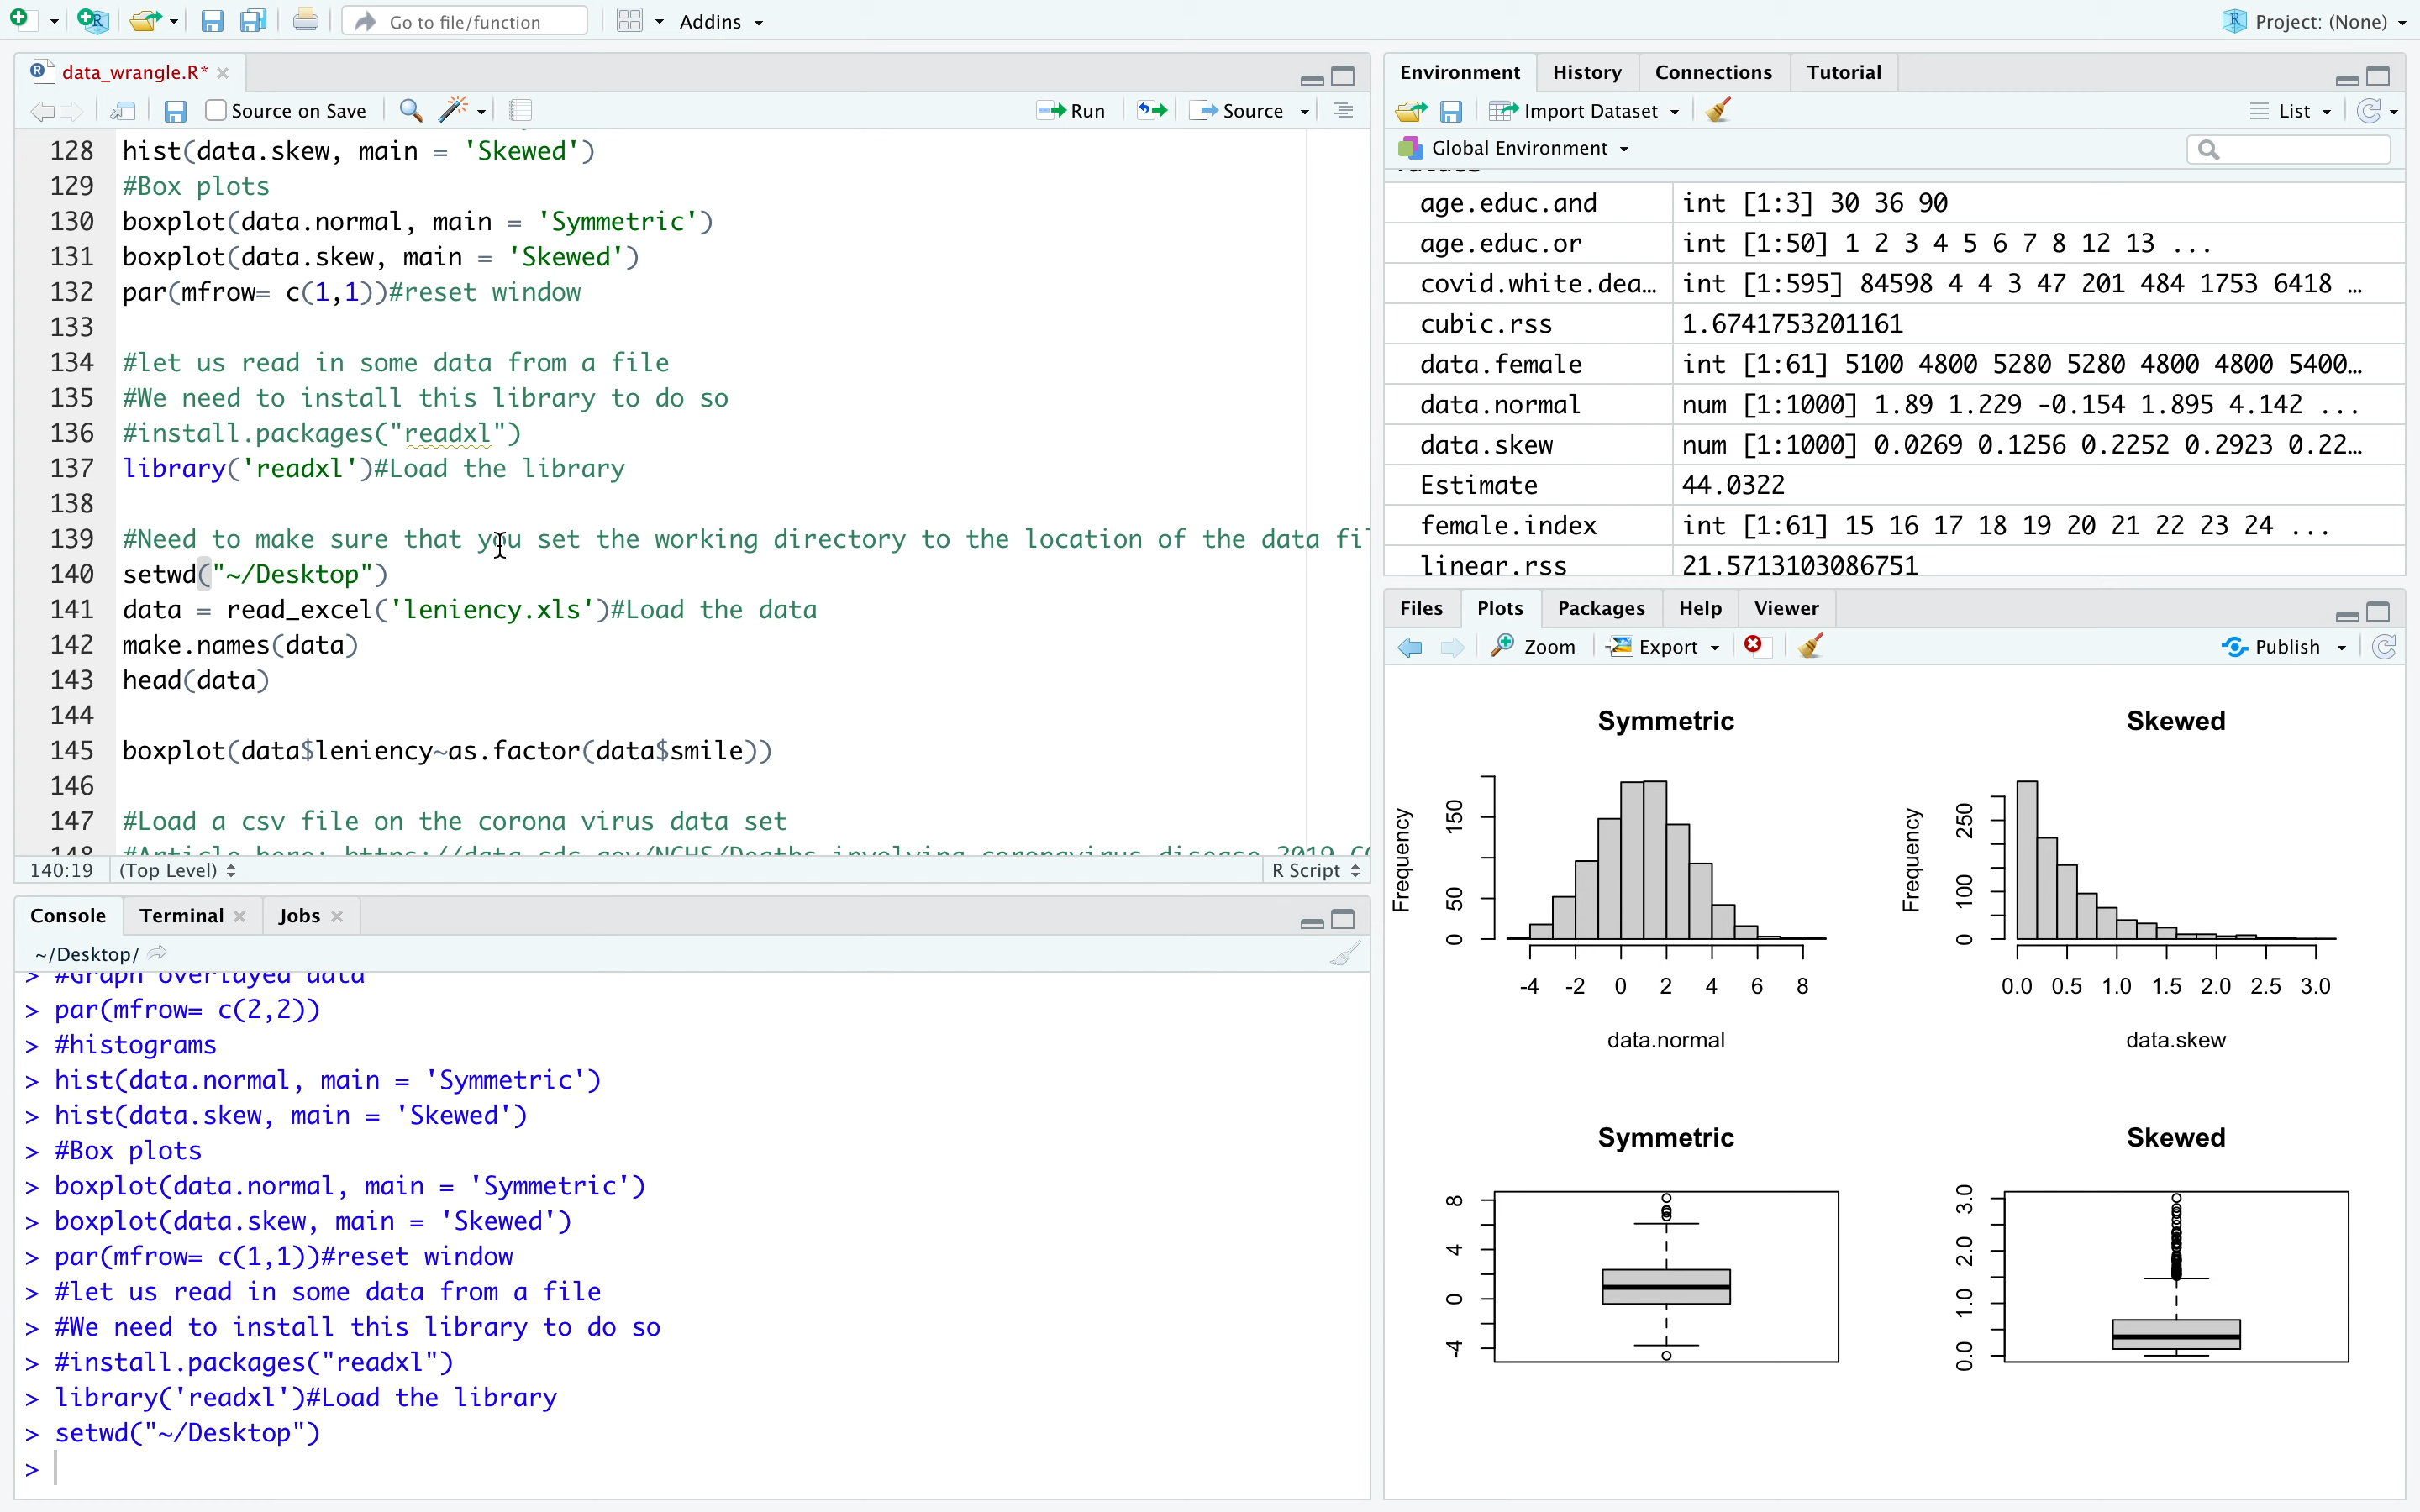 Go to file/function
Addins
Project: (None)
data_wrangle.R*
Source on Save
Run
Source
128 hist(data.skew, main = 'Skewed')
129 #Box plots
130 boxplot(data.normal, main = 'Symmetric')
131 boxplot(data.skew, main = 'Skewed')
132 par(mfrow= c(1,1))#reset window
133
134 #let us read in some data from a file
135 #We need to install this library to do so
136 #install.packages("readxl")
137 library('readxl')#Load the library
138
139 #Need to make sure that you set the working directory to the location of the data fi
140 setwd("~/Desktop")
141 data = read_excel('leniency.xls')#Load the data
142 make.names(data)
143 head(data)
144
145 boxplot(data$leniency~as.factor(data$smile))
146
147 #Load a csv file on the corona virus data set
148 #Article here: https://data.cdc.gov/NCHS/Deaths-involving-coronavirus-disease-2019-CO
140:19 (Top Level) R Script
Console Terminal Jobs
~/Desktop/
> #Graph overlayed data
> par(mfrow= c(2,2))
> #histograms
> hist(data.normal, main = 'Symmetric')
> hist(data.skew, main = 'Skewed')
> #Box plots
> boxplot(data.normal, main = 'Symmetric')
> boxplot(data.skew, main = 'Skewed')
> par(mfrow= c(1,1))#reset window
> #let us read in some data from a file
> #We need to install this library to do so
> #install.packages("readxl")
> library('readxl')#Load the library
> setwd("~/Desktop")
>
Environment History Connections Tutorial
Import Dataset List
Global Environment
Values
age.educ.and int [1:3] 30 36 90
age.educ.or int [1:50] 1 2 3 4 5 6 7 8 12 13 ...
covid.white.dea… int [1:595] 84598 4 4 3 47 201 484 1753 6418 …
cubic.rss 1.6741753201161
data.female int [1:61] 5100 4800 5280 5280 4800 4800 5400…
data.normal num [1:1000] 1.89 1.229 -0.154 1.895 4.142 ...
data.skew num [1:1000] 0.0269 0.1256 0.2252 0.2923 0.22…
Estimate 44.0322
female.index int [1:61] 15 16 17 18 19 20 21 22 23 24 ...
linear.rss 21.5713103086751
Files Plots Packages Help Viewer
Zoom Export Publish
Symmetric
Frequency
150
50
0
-4 -2 0 2 4 6 8
data.normal
Skewed
Frequency
250
100
0
0.0 0.5 1.0 1.5 2.0 2.5 3.0
data.skew
Symmetric
8
4
0
-4
Skewed
3.0
2.0
1.0
0.0